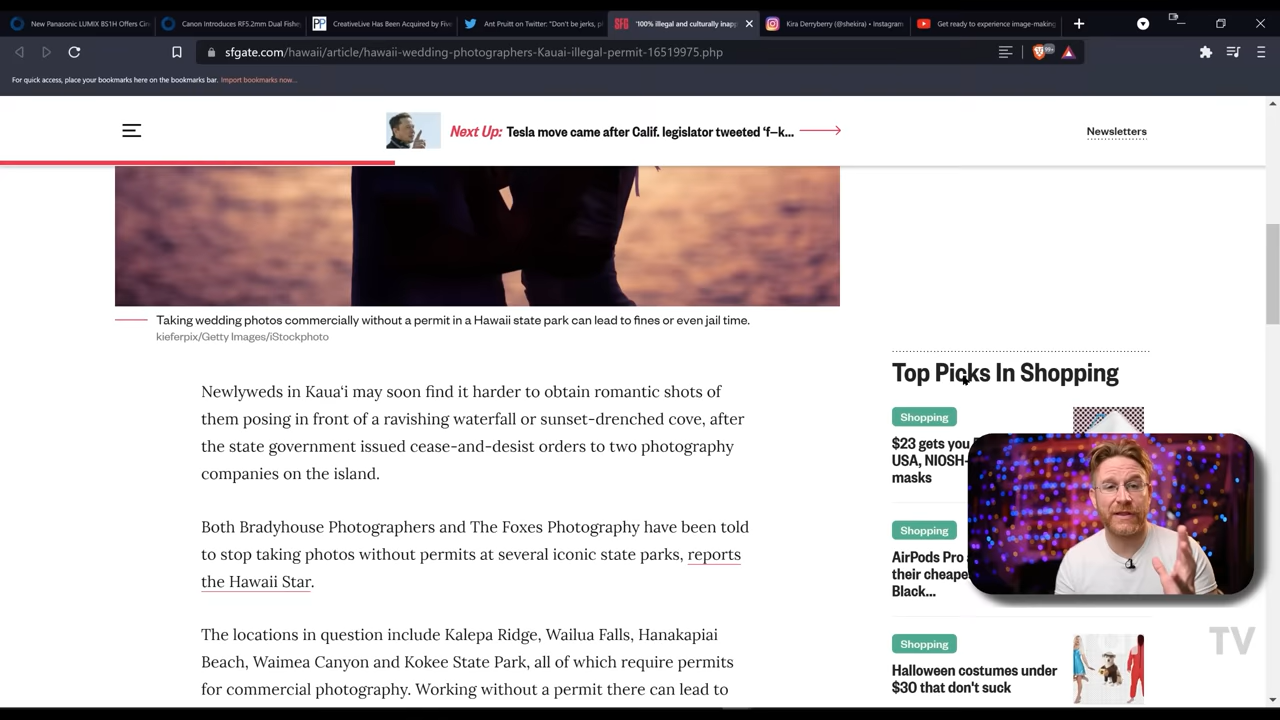 New Panasonic LUMIX BS1H Offers Cin
Canon Introduces RF5.2mm Dual Fishe
PP
CreativeLive Has Been Acquired by Five
Ant Pruitt on Twitter: "Don't be jerks, p
SFG
'100% illegal and culturally inapp
Kira Derryberry (@shekira) • Instagram
Get ready to experience image-making
sfgate.com/hawaii/article/hawaii-wedding-photographers-Kauai-illegal-permit-16519975.php
99+
For quick access, place your bookmarks here on the bookmarks bar. Import bookmarks now...
Next Up: Tesla move came after Calif. legislator tweeted 'f—k...
Newsletters
Taking wedding photos commercially without a permit in a Hawaii state park can lead to fines or even jail time.
kieferpix/Getty Images/iStockphoto
Newlyweds in Kaua‘i may soon find it harder to obtain romantic shots of
them posing in front of a ravishing waterfall or sunset-drenched cove, after
the state government issued cease-and-desist orders to two photography
companies on the island.
Both Bradyhouse Photographers and The Foxes Photography have been told
to stop taking photos without permits at several iconic state parks, reports
the Hawaii Star.
The locations in question include Kalepa Ridge, Wailua Falls, Hanakapiai
Beach, Waimea Canyon and Kokee State Park, all of which require permits
for commercial photography. Working without a permit there can lead to
Top Picks In Shopping
Shopping
$23 gets you
USA, NIOSH-
masks
Shopping
AirPods Pro
their cheape
Black...
Shopping
Halloween costumes under
$30 that don't suck
TV